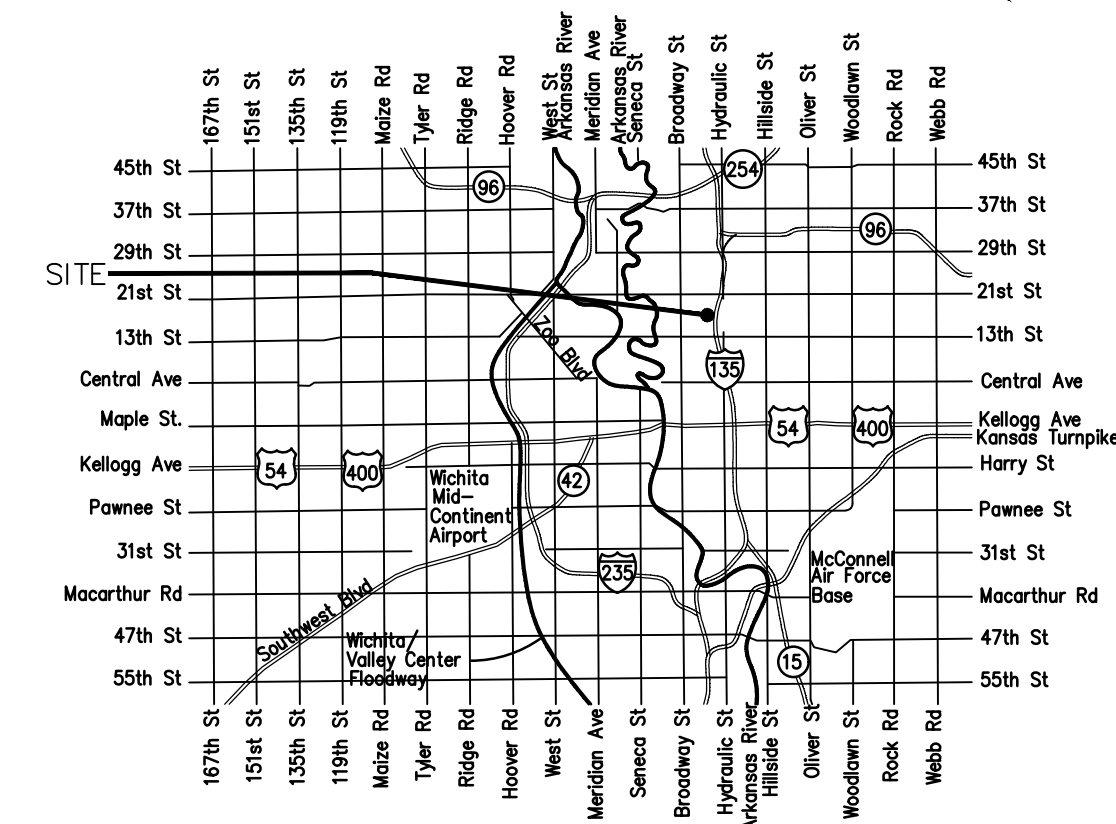 167th St
151st St
135th St
119th St
Maize Rd
Tyler Rd
Ridge Rd
Hoover Rd
West St
Arkansas River
Meridian Ave
Arkansas River
Seneca St
Broadway St
Hydraulic St
Hillside St
Oliver St
Woodlawn St
Rock Rd
Webb Rd
45th St
254
45th St
96
37th St
37th St
96
29th St
29th St
SITE
21st St
21st St
13th St
Zoo Blvd
13th St
135
Central Ave
Central Ave
Maple St.
54
400
Kellogg Ave
Kansas Turnpike
Kellogg Ave
54
400
Harry St
Wichita
Mid-
Continent
Airport
42
Pawnee St
Pawnee St
31st St
31st St
235
McConnell
Air Force
Base
Macarthur Rd
Macarthur Rd
Southwest Blvd
47th St
Wichita/
Valley Center
Floodway
47th St
15
55th St
55th St
167th St
151st St
135th St
119th St
Maize Rd
Tyler Rd
Ridge Rd
Hoover Rd
West St
Meridian Ave
Seneca St
Broadway St
Hydraulic St
Arkansas River
Hillside St
Oliver St
Woodlawn St
Rock Rd
Webb Rd